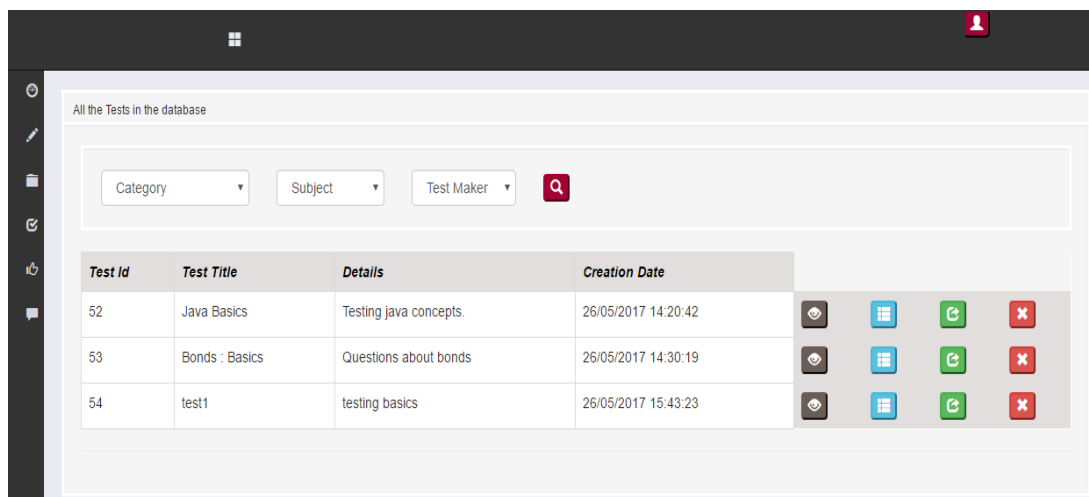 All the Tests in the database
Category Subject Test Maker
Test Id Test Title Details Creation Date
52 Java Basics Testing java concepts. 26/05/2017 14:20:42
53 Bonds : Basics Questions about bonds 26/05/2017 14:30:19
54 test1 testing basics 26/05/2017 15:43:23